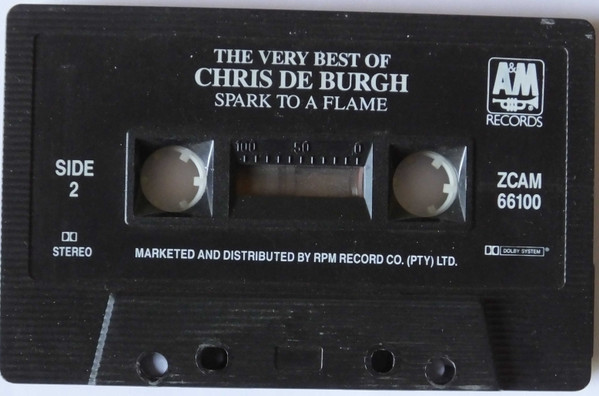 THE VERY BEST OF
CHRIS DE BURGH
SPARK TO A FLAME
A&M
RECORDS
100 50 0
SIDE
2
ZCAM
66100
STEREO
DOLBY SYSTEM
MARKETED AND DISTRIBUTED BY RPM RECORD CO. (PTY) LTD.